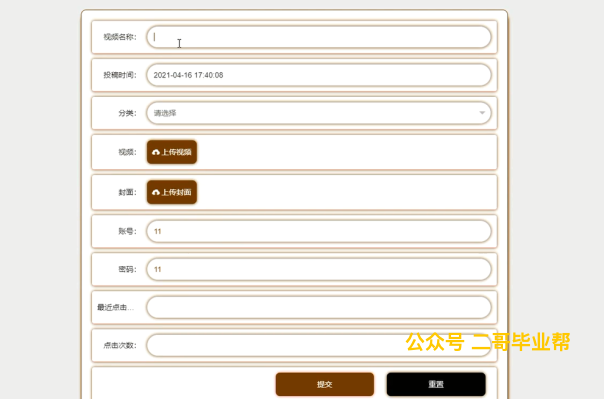 视频名称：
投稿时间： 2021-04-16 17:40:08
分类： 请选择
视频： 上传视频
封面： 上传封面
账号： 11
密码： 11
最近点击...
点击次数：
公众号 二哥毕业帮
提交 重置